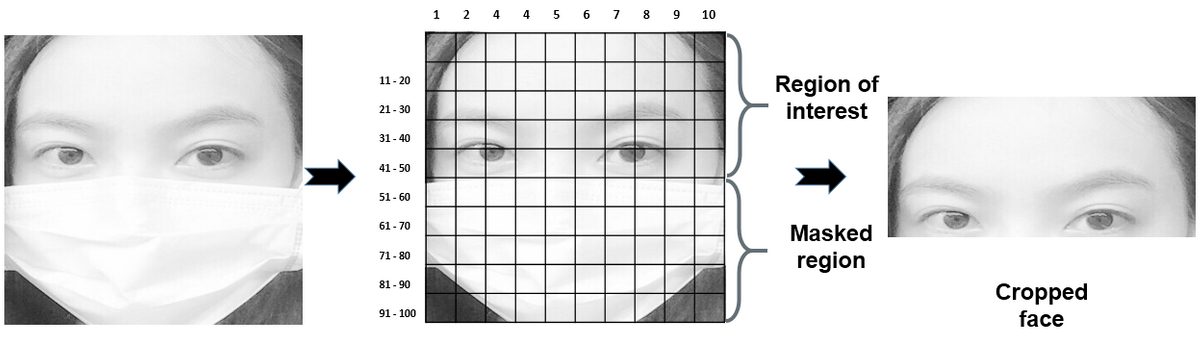 1 2 4 4 5 6 7 8 9 10
11 - 20
21 - 30
31 - 40
41 - 50
51 - 60
61 - 70
71 - 80
81 - 90
91 - 100
Region of
interest
Masked
region
Cropped
face